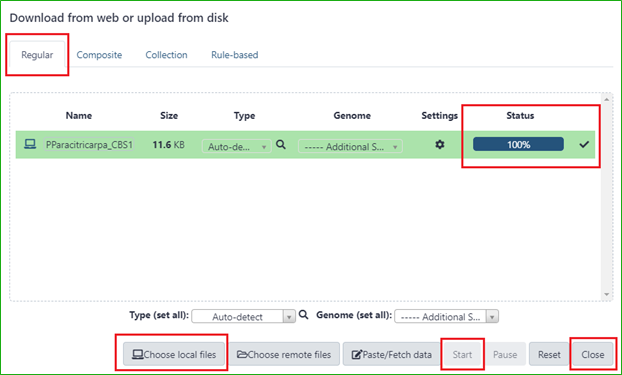 Download from web or upload from disk
Regular Composite Collection Rule-based
Name Size Type Genome Settings Status
PParacitricarpa_CBS1 11.6 KB Auto-de... ----- Additional S... 100%
Type (set all): Auto-detect Genome (set all): ----- Additional S...
Choose local files Choose remote files Paste/Fetch data Start Pause Reset Close